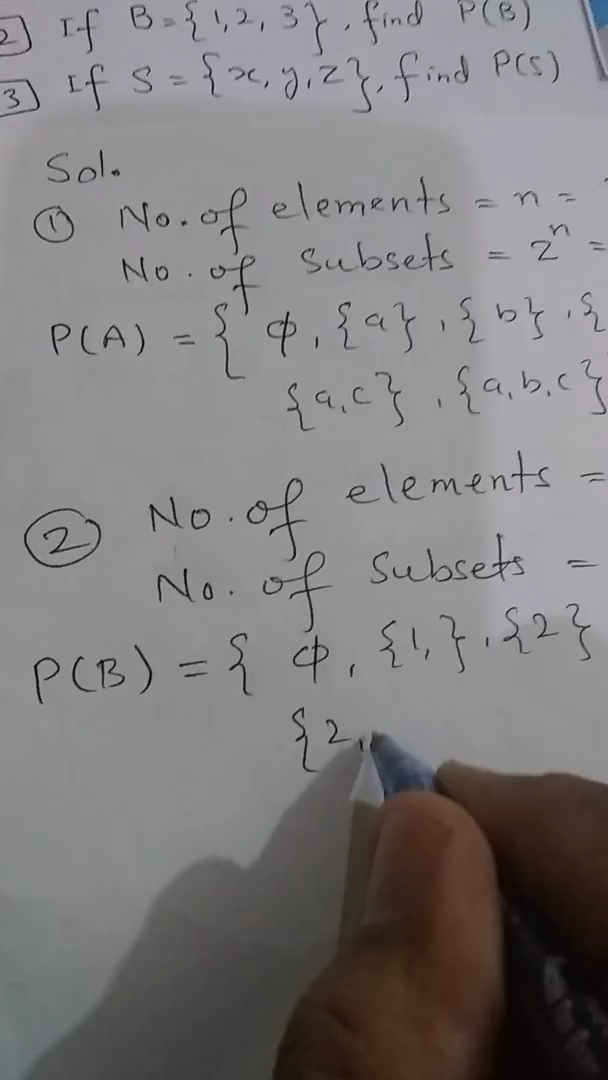 2) If B = {1, 2, 3}, find P(B)
3) If S = {x, y, z}, find P(S)
Sol.
① No. of elements = n =
No. of subsets = 2ⁿ =
P(A) = { φ, {a}, {b}, {
{a,c}, {a,b,c}
② No. of elements =
No. of subsets =
P(B) = { φ, {1,}, {2}
{2,